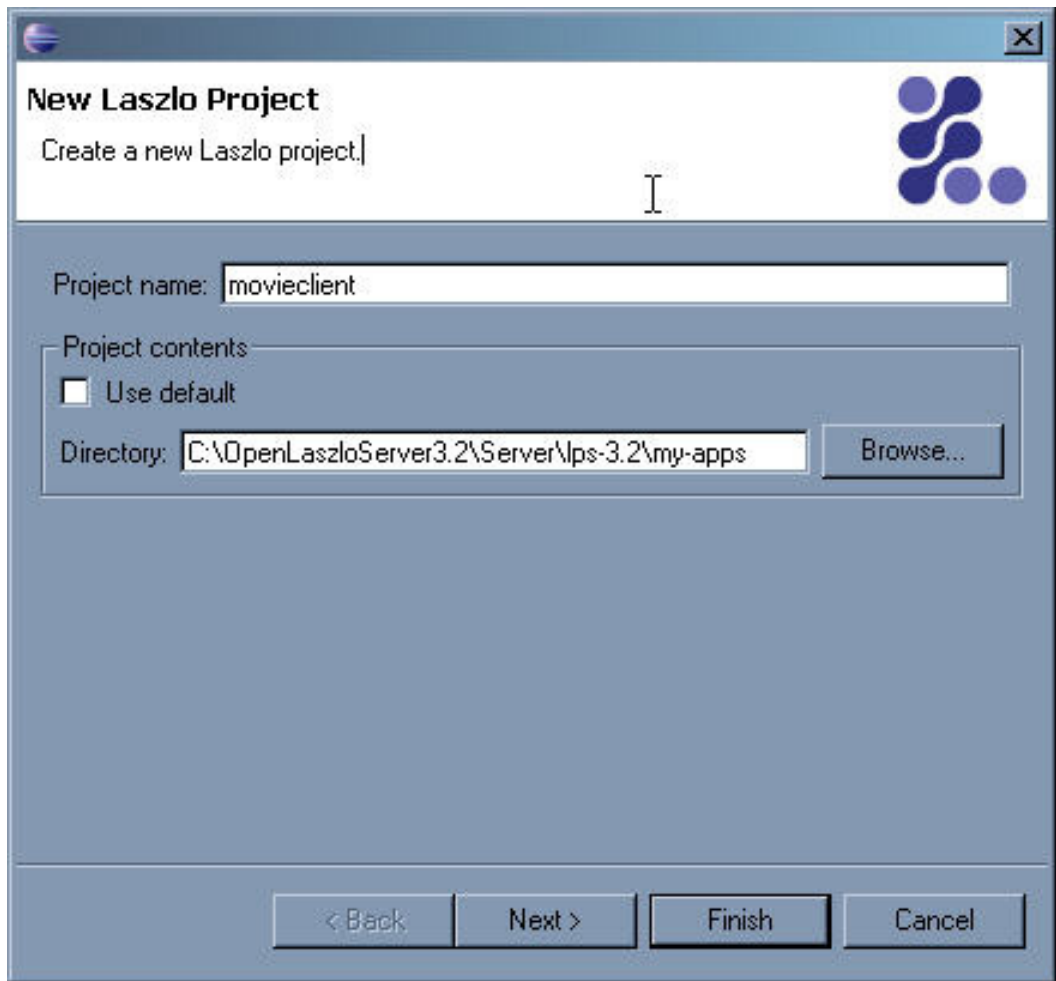 New Laszlo Project
Create a new Laszlo project.
Project name: movieclient
Project contents
Use default
Directory: C:\OpenLaszloServer3.2\Server\lps-3.2\my-apps Browse...
< Back Next > Finish Cancel